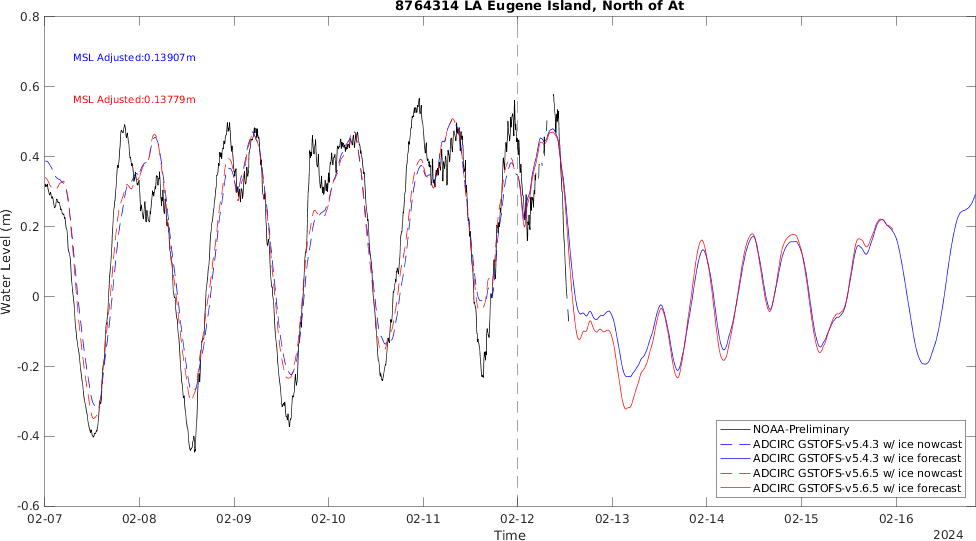 8764314 LA Eugene Island, North of At
MSL Adjusted:0.13907m
MSL Adjusted:0.13779m
Water Level (m)
0.8
0.6
0.4
0.2
0
-0.2
-0.4
-0.6
NOAA-Preliminary
ADCIRC GSTOFS-v5.4.3 w/ ice nowcast
ADCIRC GSTOFS-v5.4.3 w/ ice forecast
ADCIRC GSTOFS-v5.6.5 w/ ice nowcast
ADCIRC GSTOFS-v5.6.5 w/ ice forecast
02-07 02-08 02-09 02-10 02-11 02-12 02-13 02-14 02-15 02-16
Time
2024